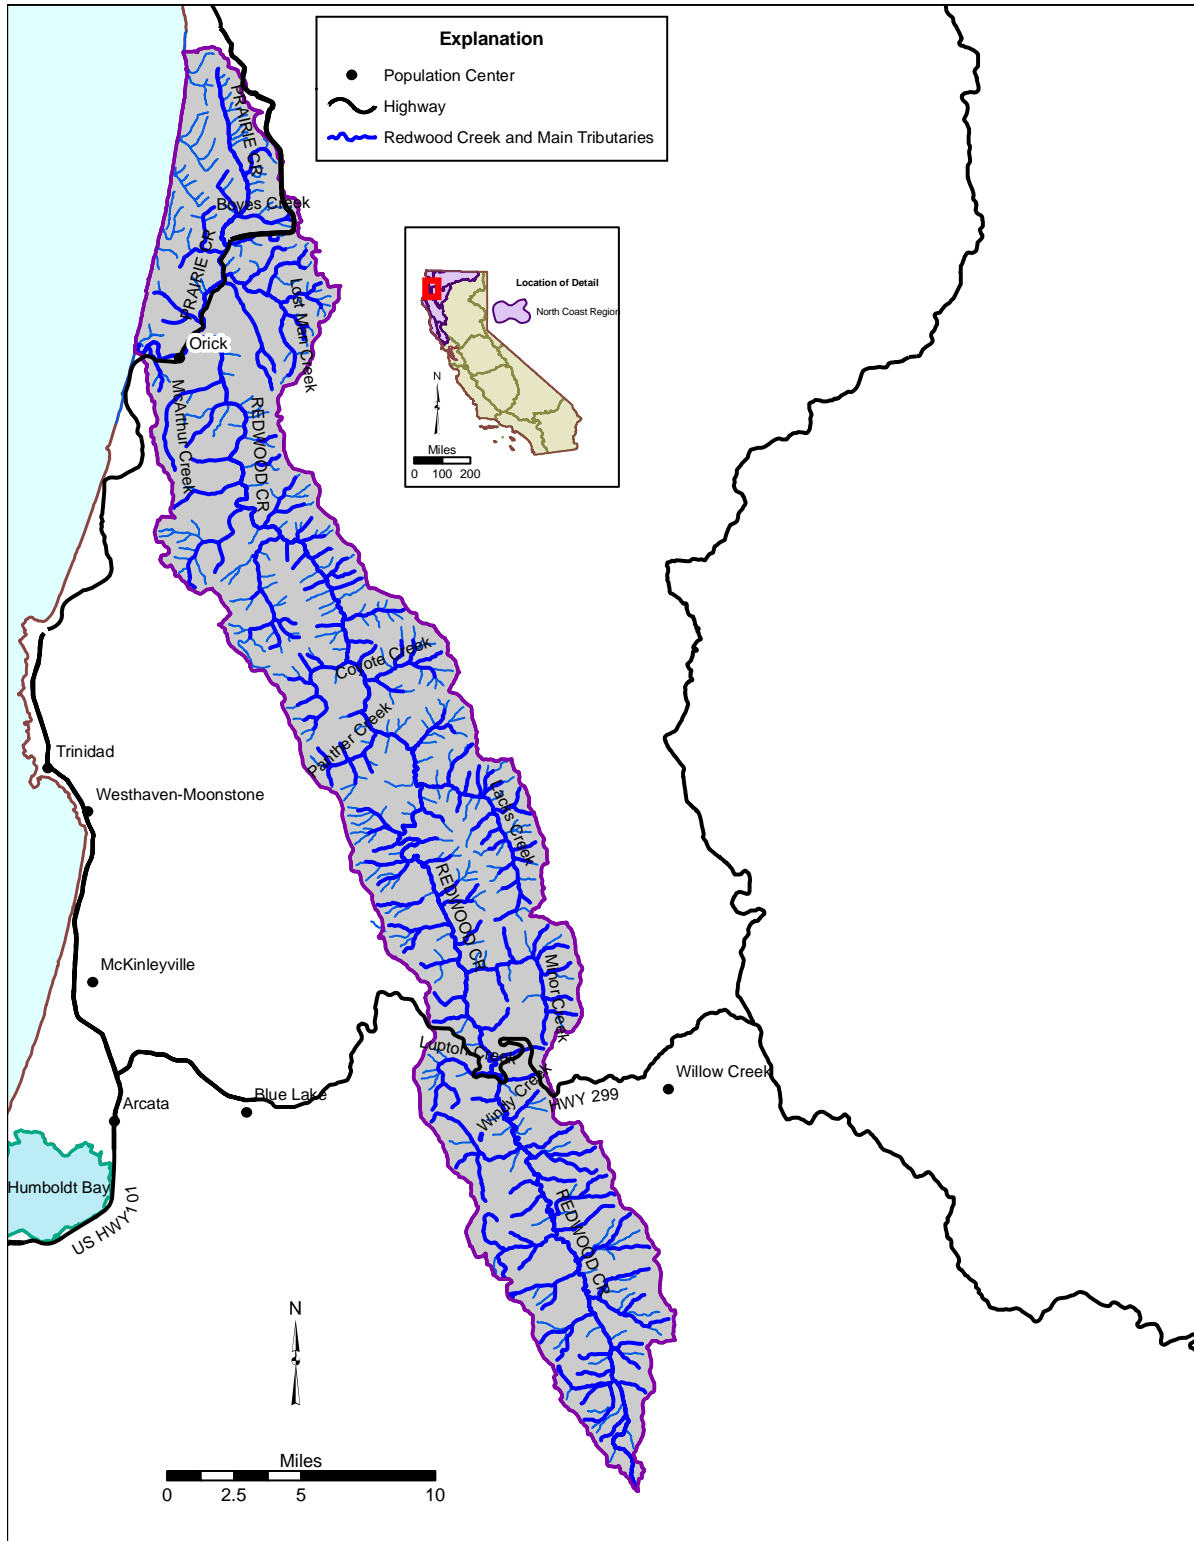 Explanation
Population Center
Highway
Redwood Creek and Main Tributaries
PRAIRIE CR
Boyes Creek
PRAIRIE CR
Lost Man Creek
Orick
McArthur Creek
REDWOOD CR
Location of Detail
North Coast Region
N
Miles
0 100 200
Coyote Creek
Panther Creek
Trinidad
Westhaven-Moonstone
Lacks Creek
REDWOOD CR
McKinleyville
Minor Creek
Lupton Creek
Willow Creek
Windy Creek
HWY 299
Blue Lake
Arcata
Humboldt Bay
US HWY101
REDWOOD CR
N
Miles
0 2.5 5 10